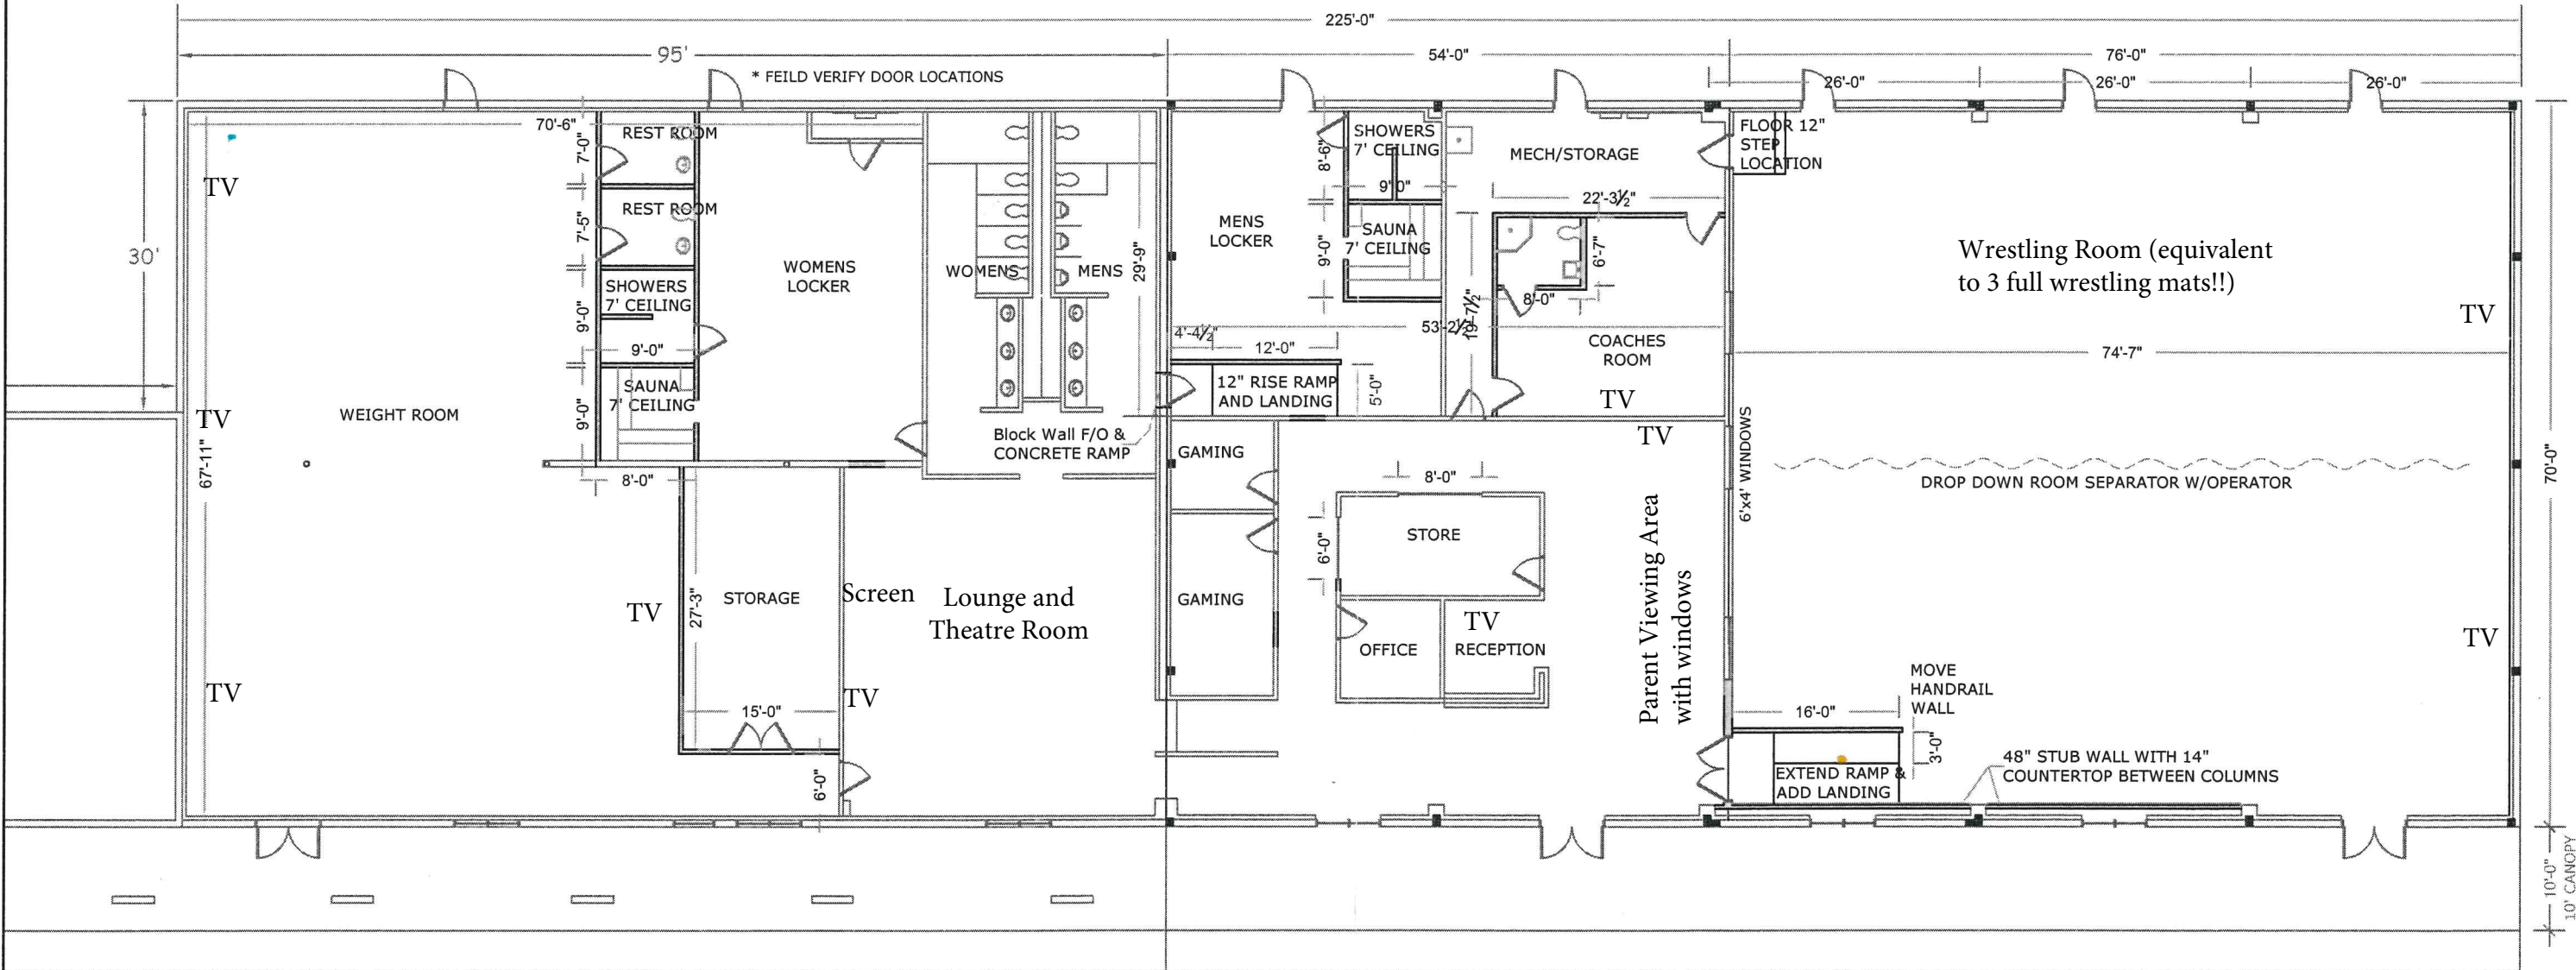 225'-0"
95'
54'-0"
76'-0"
* FEILD VERIFY DOOR LOCATIONS
26'-0"
26'-0"
26'-0"
70'-6"
REST ROOM
7'-0"
TV
REST ROOM
7'-5"
30'
SHOWERS
7' CEILING
9'-0"
9'-0"
SAUNA
7' CEILING
9'-0"
WEIGHT ROOM
TV
67'-11"
TV
8'-0"
WOMENS
LOCKER
WOMENS
MENS
29'-9"
Block Wall F/O &
CONCRETE RAMP
STORAGE
27'-3"
TV
15'-0"
6'-0"
Screen
Lounge and
Theatre Room
TV
SHOWERS
7' CEILING
8'-6"
9'0"
MENS
LOCKER
SAUNA
7' CEILING
9'-0"
4'-4½"
12'-0"
12" RISE RAMP
AND LANDING
5'-0"
MECH/STORAGE
22'-3½"
6'-7"
8'-0"
COACHES
ROOM
TV
TV
GAMING
GAMING
8'-0"
STORE
6'-0"
OFFICE
TV
RECEPTION
Parent Viewing Area
with windows
6'x4' WINDOWS
FLOOR 12"
STEP
LOCATION
Wrestling Room (equivalent
to 3 full wrestling mats!!)
TV
74'-7"
DROP DOWN ROOM SEPARATOR W/OPERATOR
70'-0"
TV
MOVE
HANDRAIL
WALL
16'-0"
3'-0"
EXTEND RAMP &
ADD LANDING
48" STUB WALL WITH 14"
COUNTERTOP BETWEEN COLUMNS
10'-0"
10' CANOPY